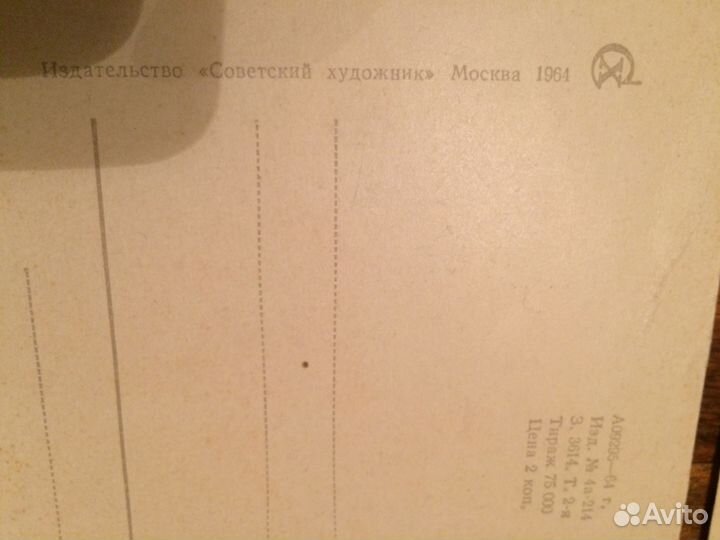 Издательство «Советский художник» Москва 1964
А09235—64 г.
Изд. № 4а-214
З. 3614. Т. 2-я
Тираж 75 000
Цена 2 коп.
Avito